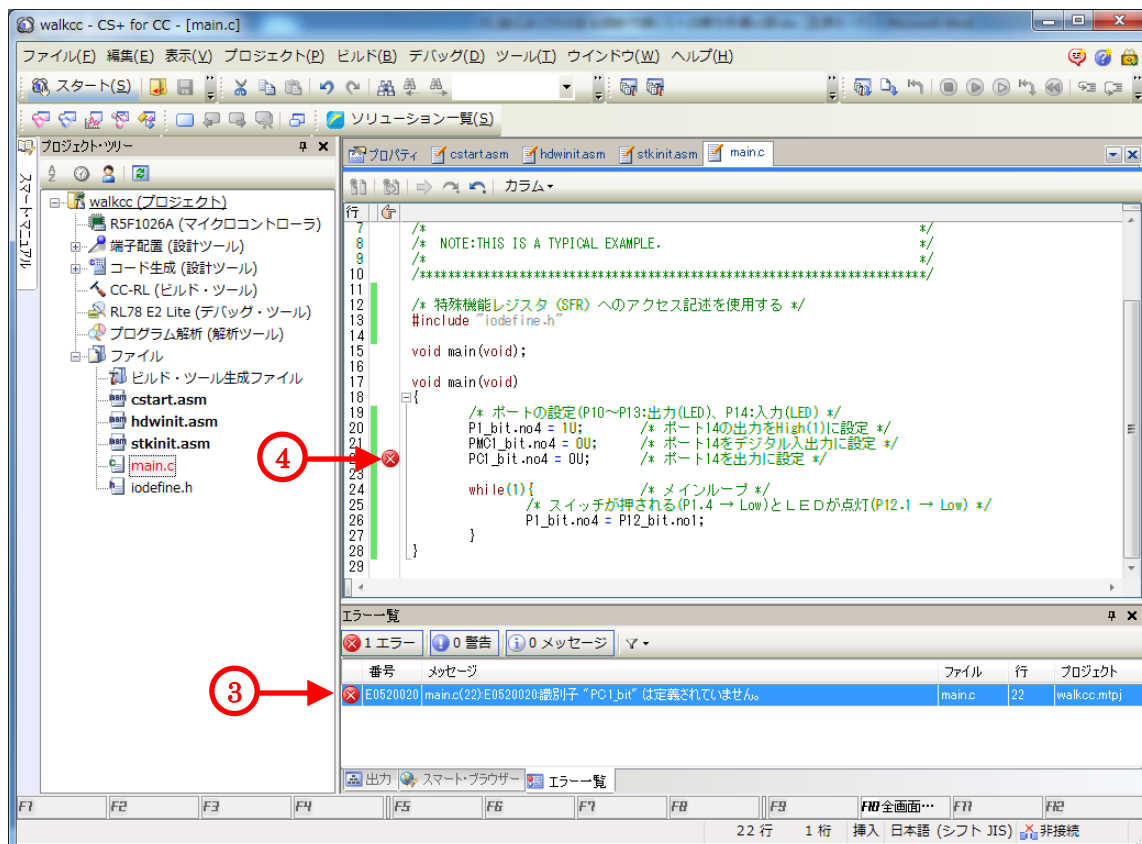 walkcc - CS+ for CC - [main.c]
ファイル(F) 編集(E) 表示(V) プロジェクト(P) ビルド(B) デバッグ(D) ツール(T) ウインドウ(W) ヘルプ(H)
スタート(S)
ソリューション一覧(S)
スマート・マニュアル
プロジェクト・ツリー
walkcc (プロジェクト)
R5F1026A (マイクロコントローラ)
端子配置 (設計ツール)
コード生成 (設計ツール)
CC-RL (ビルド・ツール)
RL78 E2 Lite (デバッグ・ツール)
プログラム解析 (解析ツール)
ファイル
ビルド・ツール生成ファイル
cstart.asm
hdwinit.asm
stkinit.asm
main.c
iodefine.h
プロパティ cstart.asm hdwinit.asm stkinit.asm main.c
カラム
行
7 /* */
8 /* NOTE:THIS IS A TYPICAL EXAMPLE. */
9 /* */
10 /****************************************************************************/
11
12 /* 特殊機能レジスタ (SFR) へのアクセス記述を使用する */
13 #include "iodefine.h"
14
15 void main(void);
16
17 void main(void)
18 {
19 /* ポートの設定(P10～P13:出力(LED)、P14:入力(LED) */
20 P1_bit.no4 = 1U; /* ポート14の出力をHigh(1)に設定 */
21 PMC1_bit.no4 = 0U; /* ポート14をデジタル入出力に設定 */
PC1_bit.no4 = 0U; /* ポート14を出力に設定 */
23
24 while(1){ /* メインループ */
25 /* スイッチが押される(P1.4 → Low)とＬＥＤが点灯(P12.1 → Low) */
26 P1_bit.no4 = P12_bit.no1;
27 }
28 }
29
④
エラー一覧
1 エラー 0 警告 0 メッセージ
番号 メッセージ ファイル 行 プロジェクト
③
E0520020 main.c(22):E0520020:識別子 "PC1_bit" は定義されていません。 main.c 22 walkcc.mtpj
出力 スマート・ブラウザー エラー一覧
F1 F2 F3 F4 F5 F6 F7 F8 F9 F10 全画面… F11 F12
22 行 1 桁 挿入 日本語 (シフト JIS) 非接続